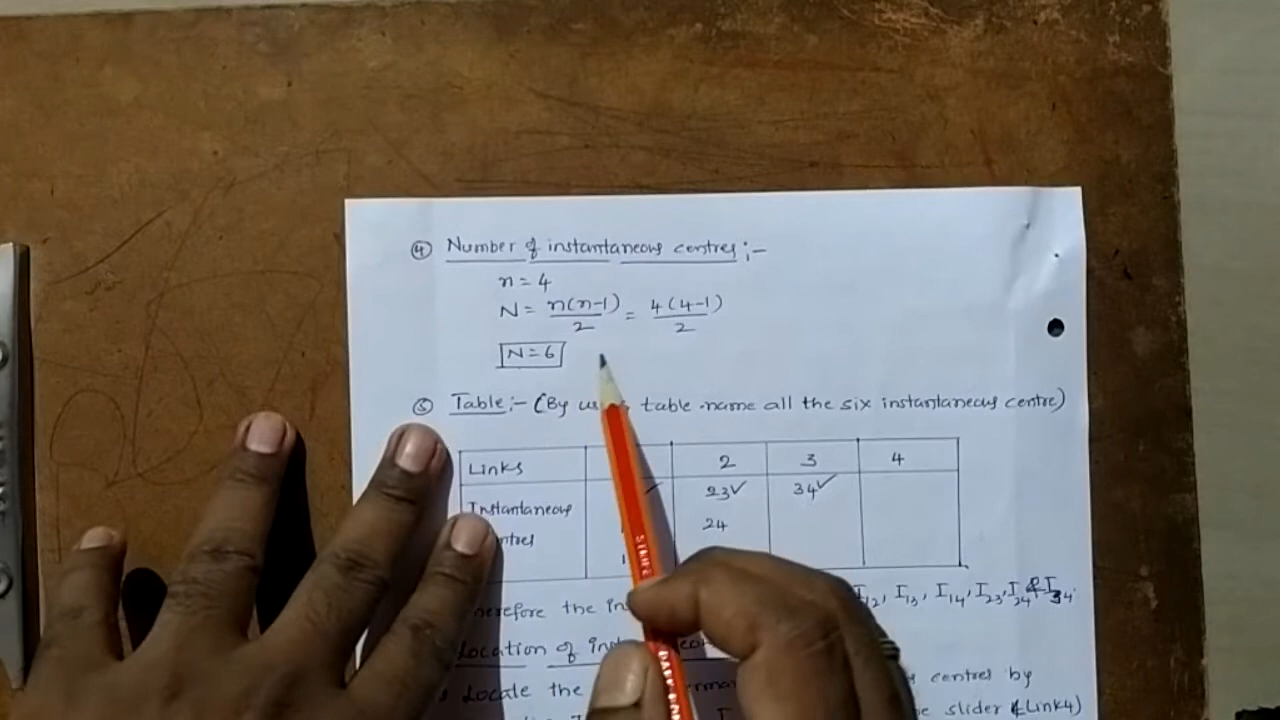 ④ Number of instantaneous centres:-
n = 4
N = n(n-1)/2 = 4(4-1)/2
N = 6
⑤ Table:- (By table name all the six instantaneous centre)
Links 2 3 4
Instantaneous 23✓ 34✓
24
the I12, I13, I14, I23, I24 & I34.
Location of
Locate the centres by
slider (Link4)